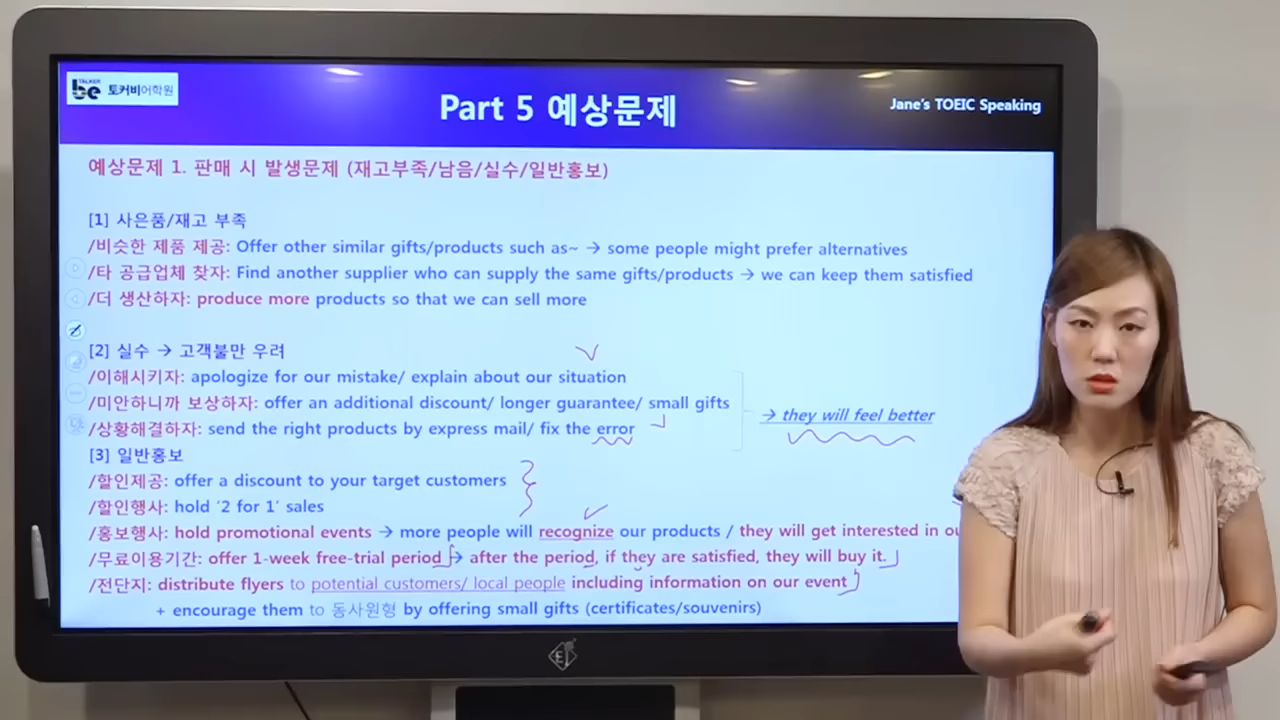 TALKER
be 토커비어학원
Part 5 예상문제
Jane's TOEIC Speaking
예상문제 1. 판매 시 발생문제 (재고부족/남음/실수/일반홍보)
[1] 사은품/재고 부족
/비슷한 제품 제공: Offer other similar gifts/products such as~ → some people might prefer alternatives
/타 공급업체 찾자: Find another supplier who can supply the same gifts/products → we can keep them satisfied
/더 생산하자: produce more products so that we can sell more
[2] 실수 → 고객불만 우려
/이해시키자: apologize for our mistake/ explain about our situation
/미안하니까 보상하자: offer an additional discount/ longer guarantee/ small gifts
→ they will feel better
/상황해결하자: send the right products by express mail/ fix the error
[3] 일반홍보
/할인제공: offer a discount to your target customers
/할인행사: hold '2 for 1' sales
/홍보행사: hold promotional events → more people will recognize our products / they will get interested in
/무료이용기간: offer 1-week free-trial period → after the period, if they are satisfied, they will buy it.
/전단지: distribute flyers to potential customers/ local people including information on our event
+ encourage them to 동사원형 by offering small gifts (certificates/souvenirs)